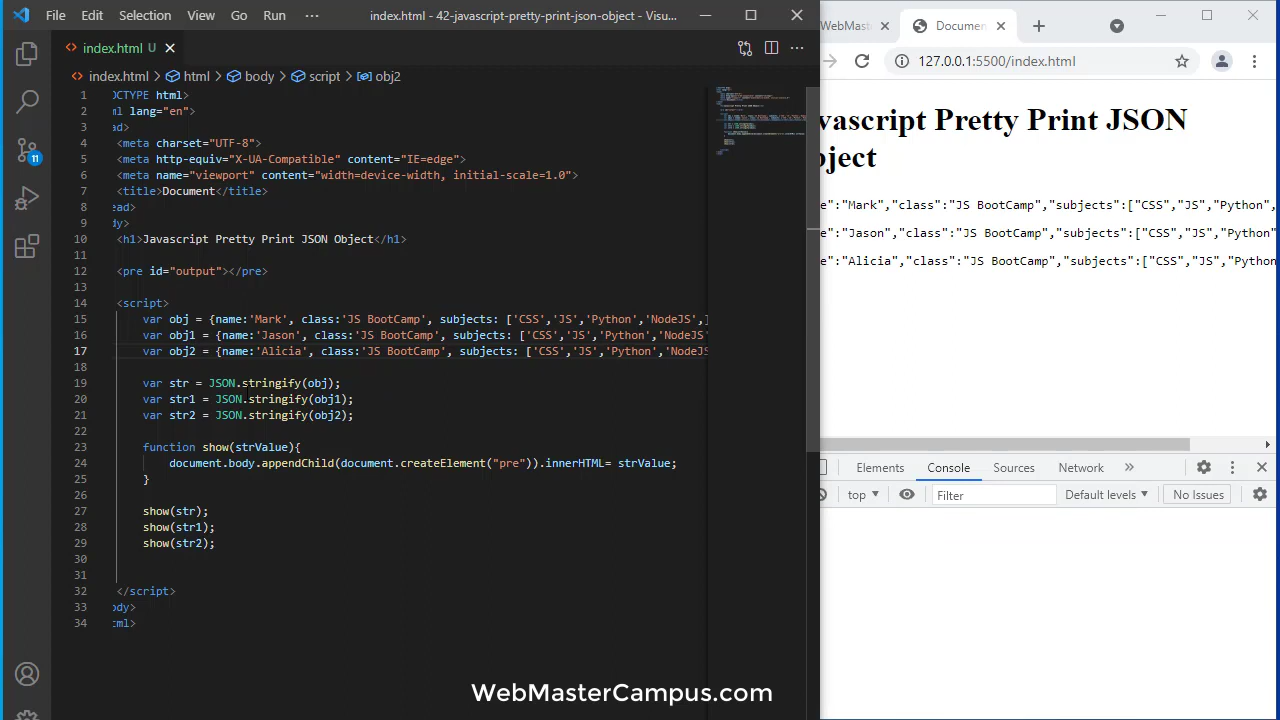 File Edit Selection View Go Run ··· index.html - 42-javascript-pretty-print-json-object - Visu...
index.html U
index.html > html > body > script > obj2
1 OCTYPE html>
2 ml lang="en">
3 ad>
4 <meta charset="UTF-8">
5 <meta http-equiv="X-UA-Compatible" content="IE=edge">
6 <meta name="viewport" content="width=device-width, initial-scale=1.0">
7 <title>Document</title>
8 ead>
9 dy>
10 <h1>Javascript Pretty Print JSON Object</h1>
11
12 <pre id="output"></pre>
13
14 <script>
15 var obj = {name:'Mark', class:'JS BootCamp', subjects: ['CSS','JS','Python','NodeJS',]
16 var obj1 = {name:'Jason', class:'JS BootCamp', subjects: ['CSS','JS','Python','NodeJS'
17 var obj2 = {name:'Alicia', class:'JS BootCamp', subjects: ['CSS','JS','Python','NodeJS
18
19 var str = JSON.stringify(obj);
20 var str1 = JSON.stringify(obj1);
21 var str2 = JSON.stringify(obj2);
22
23 function show(strValue){
24 document.body.appendChild(document.createElement("pre")).innerHTML= strValue;
25 }
26
27 show(str);
28 show(str1);
29 show(str2);
30
31
32 </script>
33 ody>
34 tml>
11
WebMasterCampus.com
WebMast
Documen
127.0.0.1:5500/index.html
vascript Pretty Print JSON
bject
e":"Mark","class":"JS BootCamp","subjects":["CSS","JS","Python",
e":"Jason","class":"JS BootCamp","subjects":["CSS","JS","Python"
e":"Alicia","class":"JS BootCamp","subjects":["CSS","JS","Python
Elements Console Sources Network »
top Filter Default levels No Issues